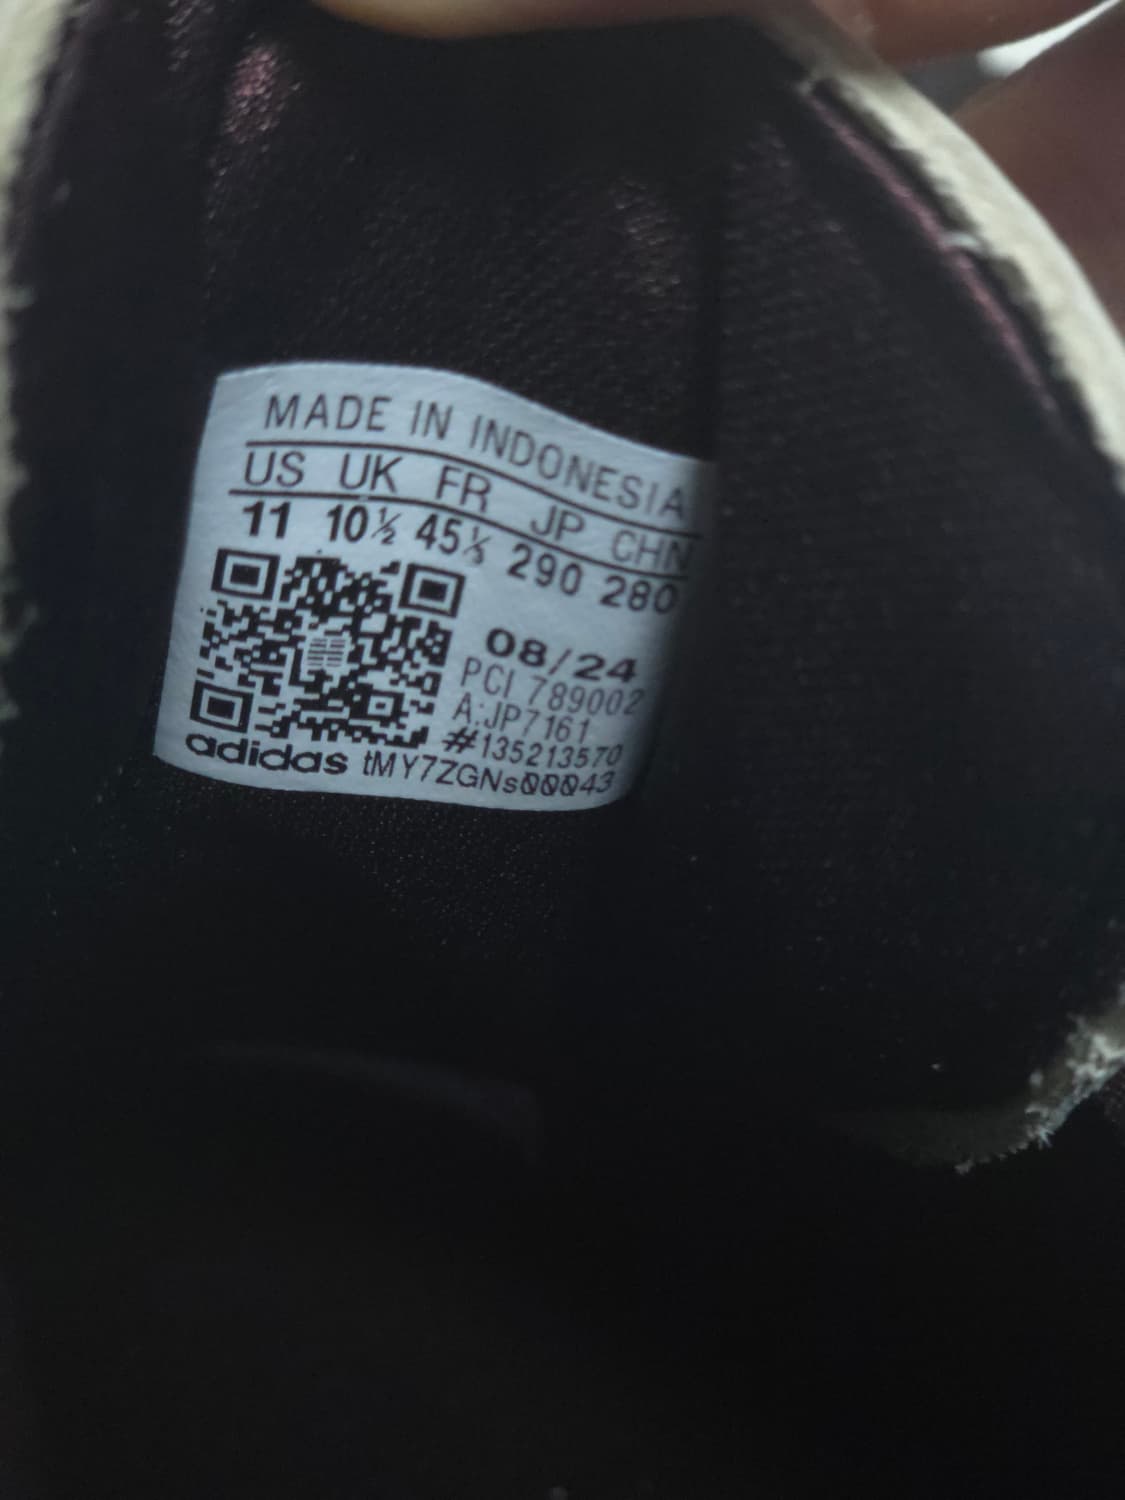 MADE IN INDONESIA
US UK FR JP CHN
11 10½ 45⅓ 290 280
08/24
PCI 789002
A:JP7161
#135213570
adidas tMY7ZGNs00043